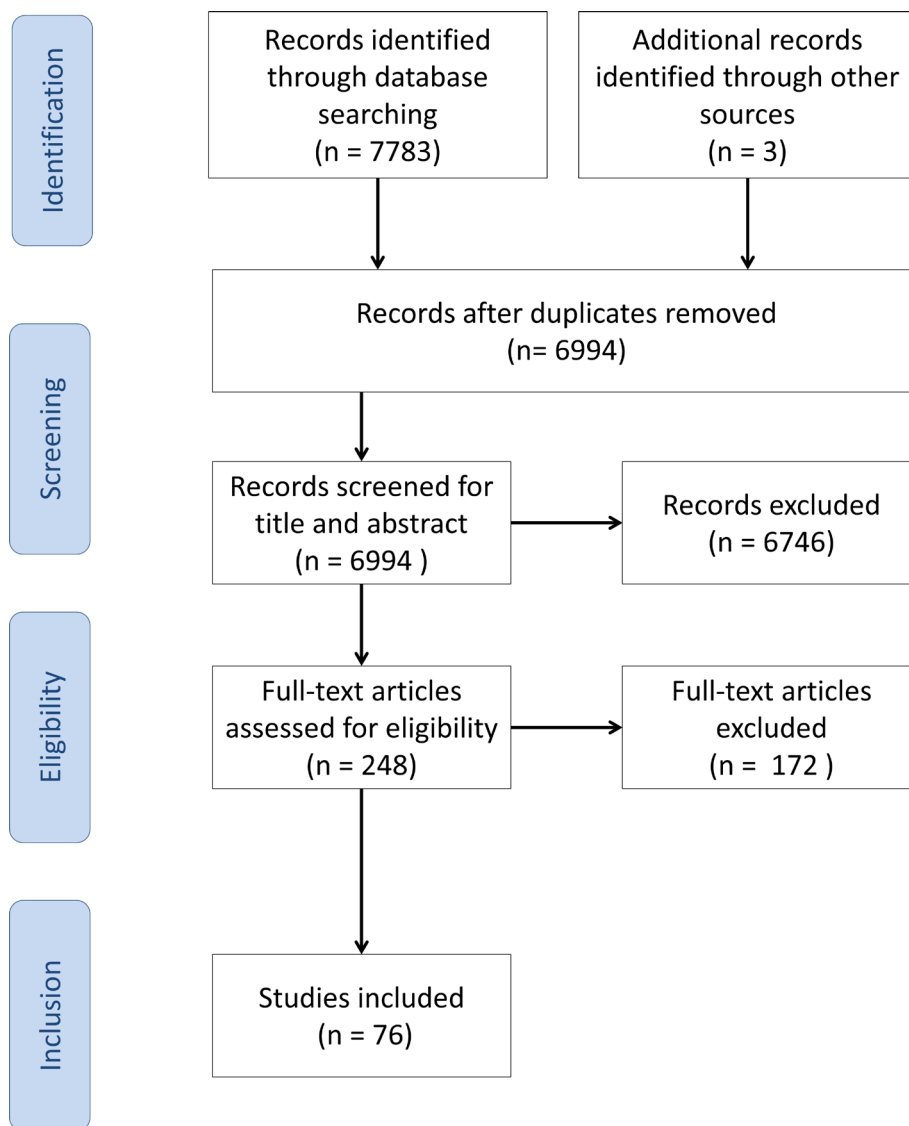 Identification
Records identified
through database
searching
(n = 7783)
Additional records
identified through other
sources
(n = 3)
Records after duplicates removed
(n= 6994)
Screening
Records screened for
title and abstract
(n = 6994 )
Records excluded
(n = 6746)
Eligibility
Full-text articles
assessed for eligibility
(n = 248)
Full-text articles
excluded
(n =  172 )
Inclusion
Studies included
(n = 76)